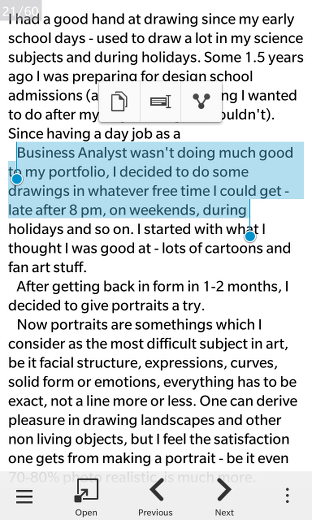 21/60
I had a good hand at drawing since my early
school days - used to draw a lot in my science
subjects and during holidays. Some 1.5 years
ago I was preparing for design school
admissions (a ng I wanted
to do after my ouldn't).
Since having a day job as a
Business Analyst wasn't doing much good
to my portfolio, I decided to do some
drawings in whatever free time I could get -
late after 8 pm, on weekends, during
holidays and so on. I started with what I
thought I was good at - lots of cartoons and
fan art stuff.
After getting back in form in 1-2 months, I
decided to give portraits a try.
Now portraits are somethings which I
consider as the most difficult subject in art,
be it facial structure, expressions, curves,
solid form or emotions, everything has to be
exact, not a line more or less. One can derive
pleasure in drawing landscapes and other
non living objects, but I feel the satisfaction
one gets from making a portrait - be it even
70-80% photo realistic, is much more.
Open Previous Next